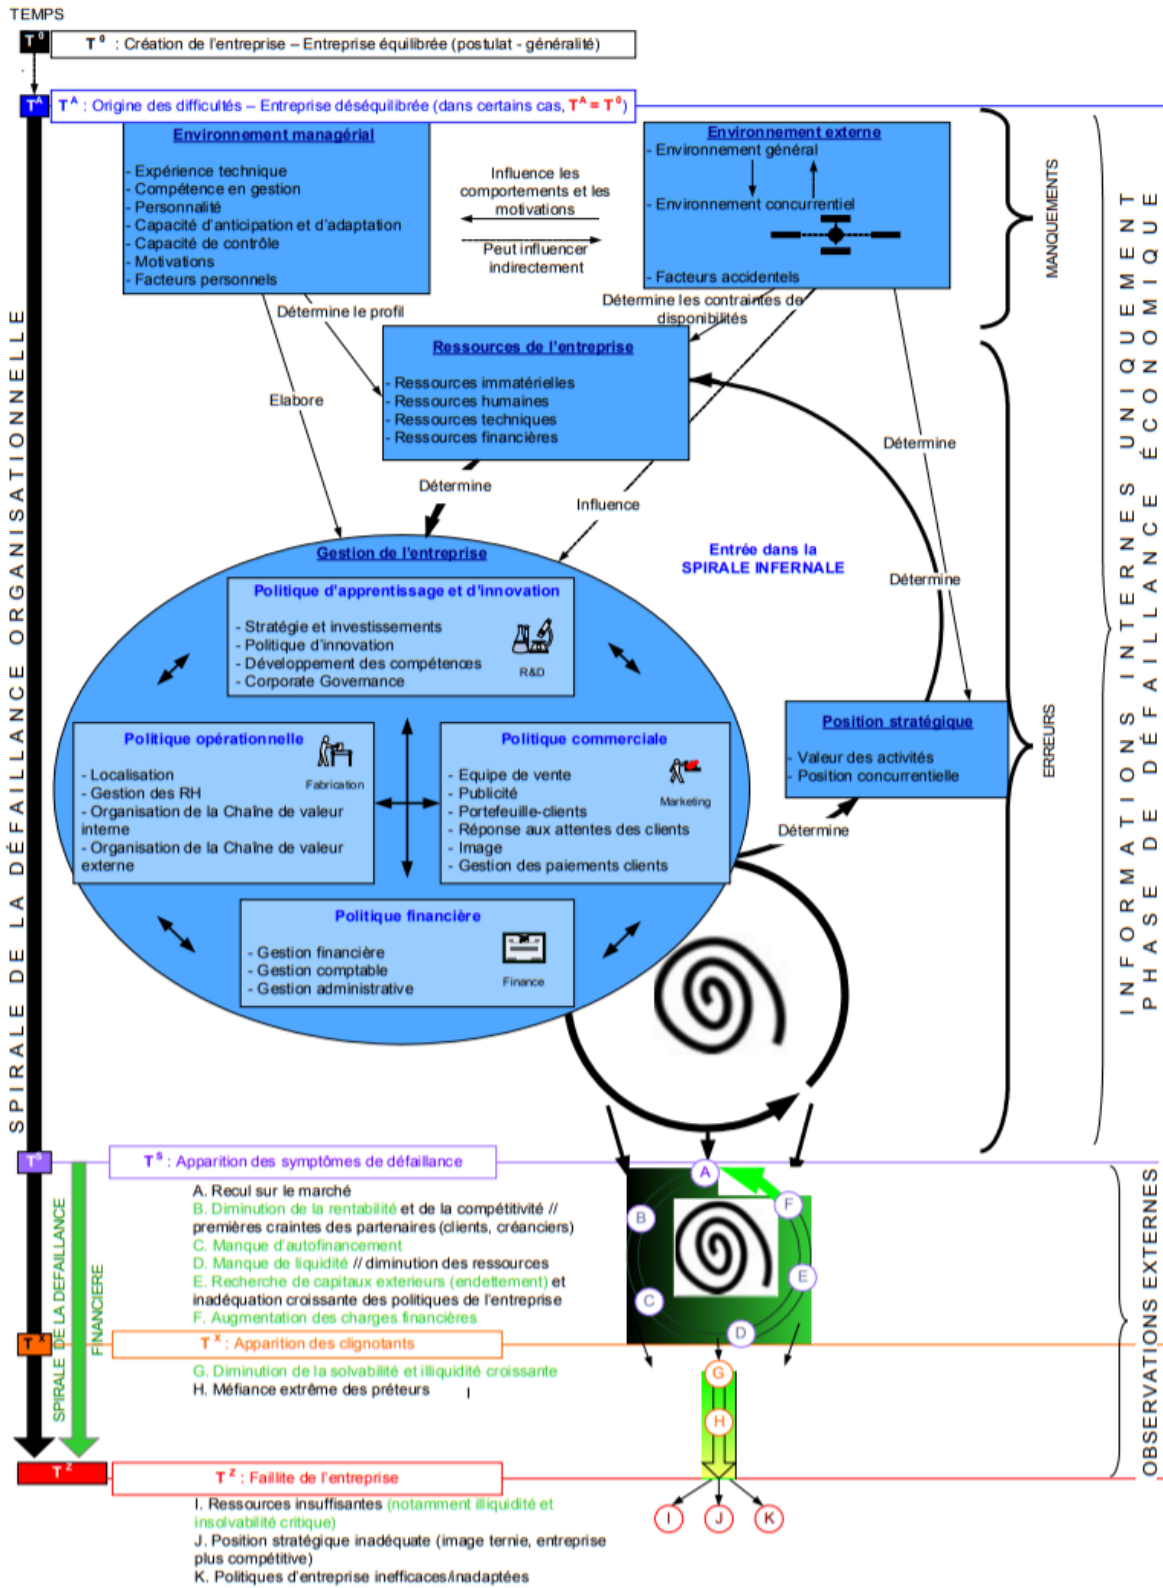 TEMPS
T⁰
T⁰ : Création de l'entreprise – Entreprise équilibrée (postulat - généralité)
Tᴬ
Tᴬ : Origine des difficultés – Entreprise déséquilibrée (dans certains cas, Tᴬ = T⁰)
Environnement managérial
- Expérience technique
- Compétence en gestion
- Personnalité
- Capacité d'anticipation et d'adaptation
- Capacité de contrôle
- Motivations
- Facteurs personnels
Influence les
comportements et les
motivations
Peut influencer
indirectement
Environnement externe
- Environnement général
- Environnement concurrentiel
- Facteurs accidentels
MANQUEMENTS
Détermine le profil
Détermine les contraintes de
disponibilités
Ressources de l'entreprise
- Ressources immatérielles
- Ressources humaines
- Ressources techniques
- Ressources financières
Elabore
Détermine
Détermine
Influence
Entrée dans la
SPIRALE INFERNALE
Détermine
Gestion de l'entreprise
Politique d'apprentissage et d'innovation
- Stratégie et investissements
- Politique d'innovation
- Développement des compétences
- Corporate Governance
R&D
Politique opérationnelle
- Localisation
- Gestion des RH
- Organisation de la Chaîne de valeur
interne
- Organisation de la Chaîne de valeur
externe
Fabrication
Politique commerciale
- Equipe de vente
- Publicité
- Portefeuille-clients
- Réponse aux attentes des clients
- Image
- Gestion des paiements clients
Marketing
Position stratégique
- Valeur des activités
- Position concurrentielle
ERREURS
Détermine
Politique financière
- Gestion financière
- Gestion comptable
- Gestion administrative
Finance
SPIRALE DE LA DÉFAILLANCE ORGANISATIONNELLE
INFORMATIONS INTERNES UNIQUEMENT
PHASE DE DÉFAILLANCE ÉCONOMIQUE
Tˢ
Tˢ : Apparition des symptômes de défaillance
A. Recul sur le marché
B. Diminution de la rentabilité et de la compétitivité //
premières craintes des partenaires (clients, créanciers)
C. Manque d'autofinancement
D. Manque de liquidité // diminution des ressources
E. Recherche de capitaux exterieurs (endettement) et
inadéquation croissante des politiques de l'entreprise
F. Augmentation des charges financières
A
B
F
E
C
D
SPIRALE DE LA DEFAILLANCE
FINANCIERE
Tˣ
Tˣ : Apparition des clignotants
G. Diminution de la solvabilité et illiquidité croissante
H. Méfiance extrême des préteurs
G
H
OBSERVATIONS EXTERNES
Tᶻ
Tᶻ : Faillite de l'entreprise
I. Ressources insuffisantes (notamment illiquidité et
insolvabilité critique)
J. Position stratégique inadéquate (image ternie, entreprise
plus compétitive)
K. Politiques d'entreprise inefficaces/inadaptées
I
J
K